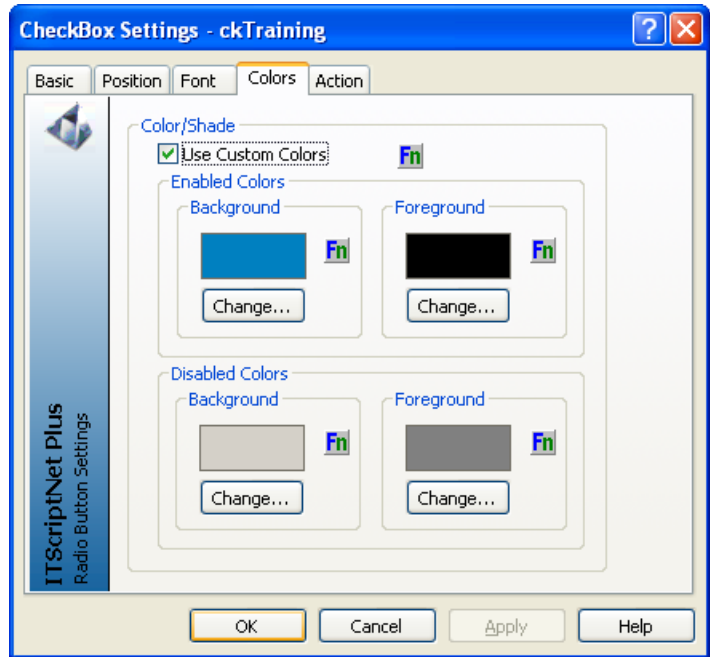 CheckBox Settings - ckTraining
Basic Position Font Colors Action
Color/Shade
Use Custom Colors Fn
Enabled Colors
Background Foreground
Fn Fn
Change... Change...
Disabled Colors
Background Foreground
Fn Fn
Change... Change...
ITScriptNet Plus
Radio Button Settings
OK Cancel Apply Help